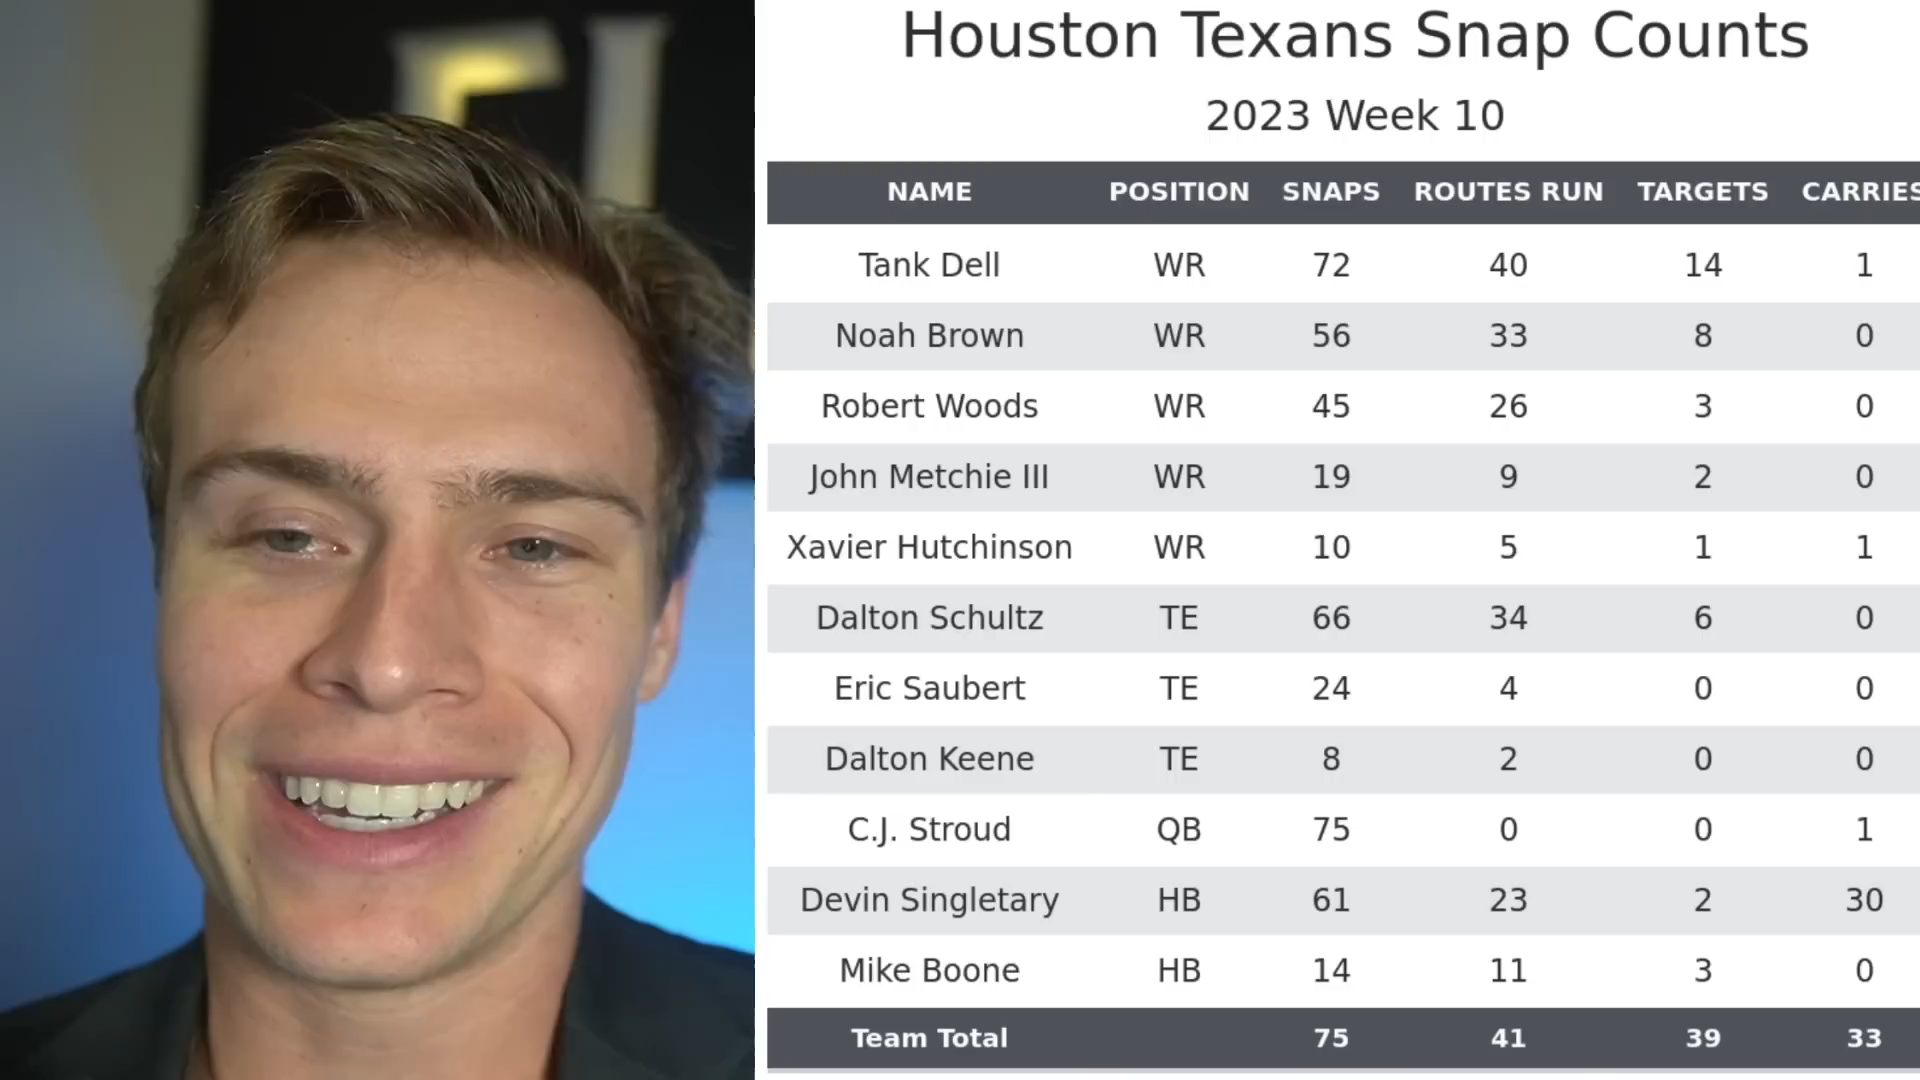 Houston Texans Snap Counts
2023 Week 10
NAME POSITION SNAPS ROUTES RUN TARGETS CARRIES
Tank Dell WR 72 40 14 1
Noah Brown WR 56 33 8 0
Robert Woods WR 45 26 3 0
John Metchie III WR 19 9 2 0
Xavier Hutchinson WR 10 5 1 1
Dalton Schultz TE 66 34 6 0
Eric Saubert TE 24 4 0 0
Dalton Keene TE 8 2 0 0
C.J. Stroud QB 75 0 0 1
Devin Singletary HB 61 23 2 30
Mike Boone HB 14 11 3 0
Team Total 75 41 39 33